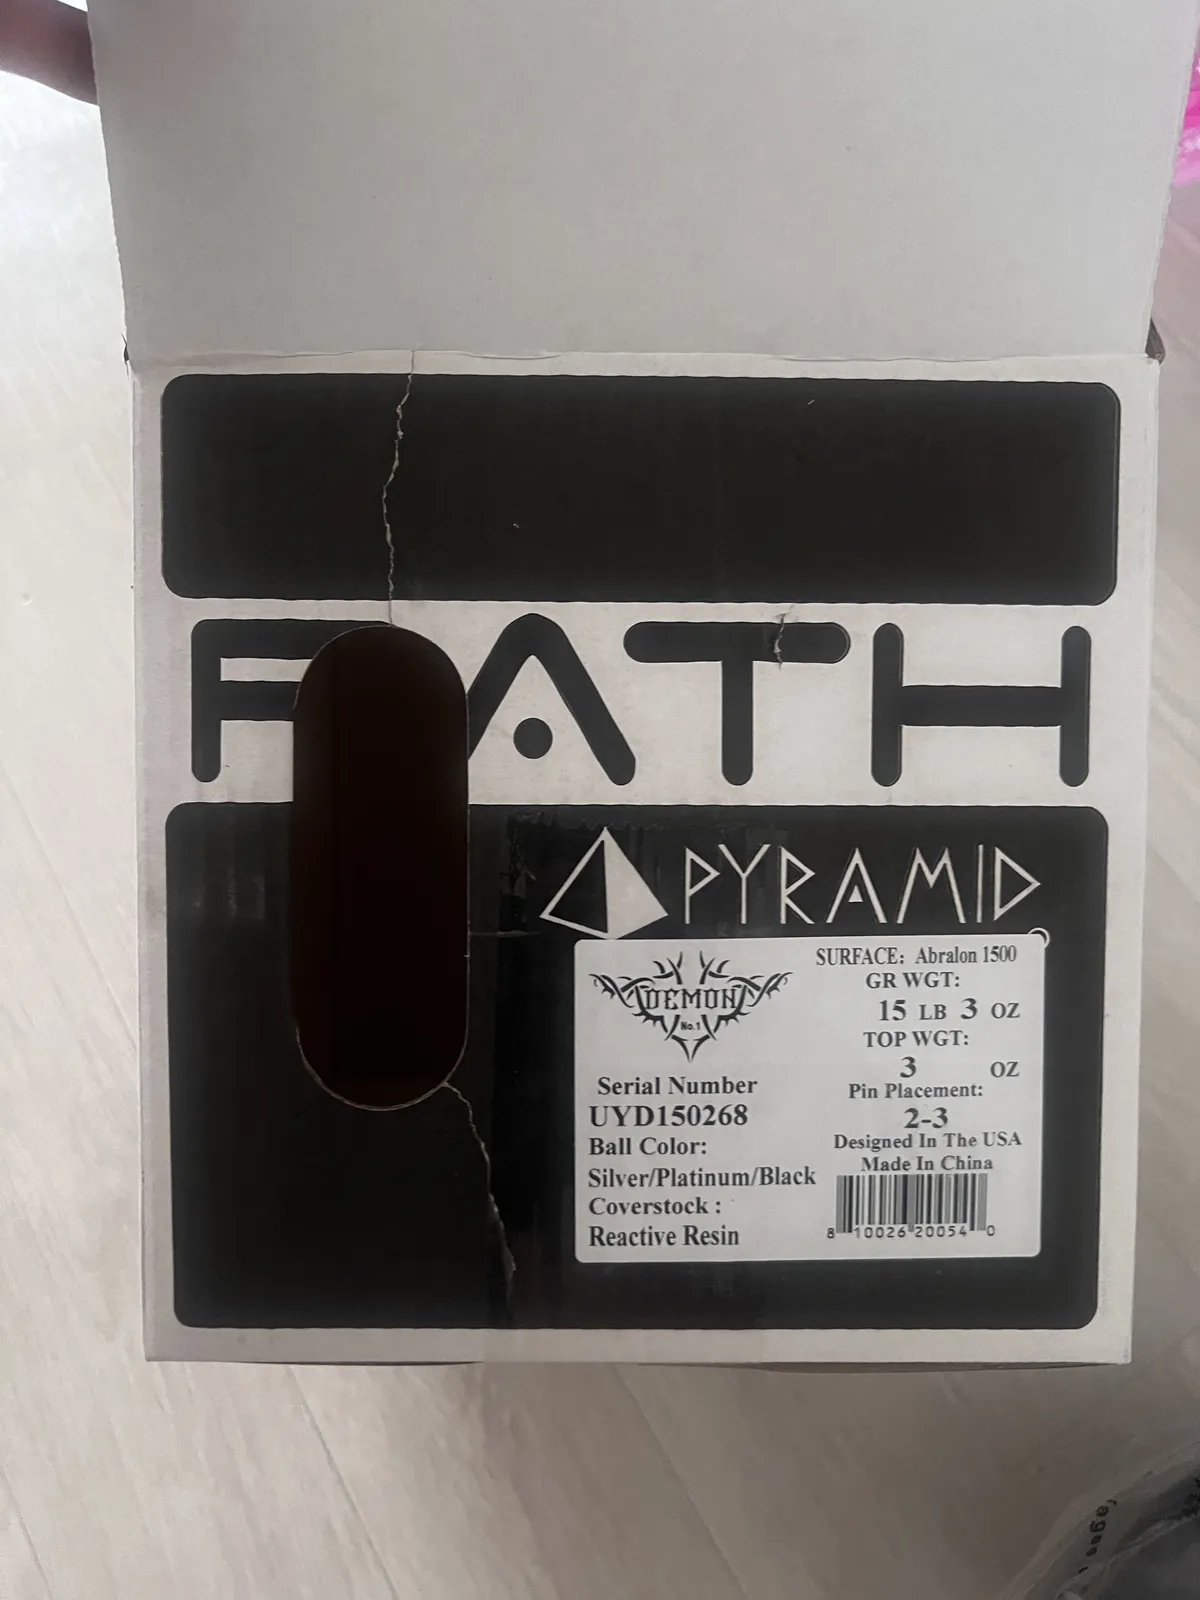 PATH
PYRAMID
DEMON
No.1
SURFACE: Abralon 1500
GR WGT:
15 LB 3 OZ
TOP WGT:
3 OZ
Pin Placement:
2-3
Designed In The USA
Made In China
8 10026 20054 0
Serial Number
UYD150268
Ball Color:
Silver/Platinum/Black
Coverstock :
Reactive Resin